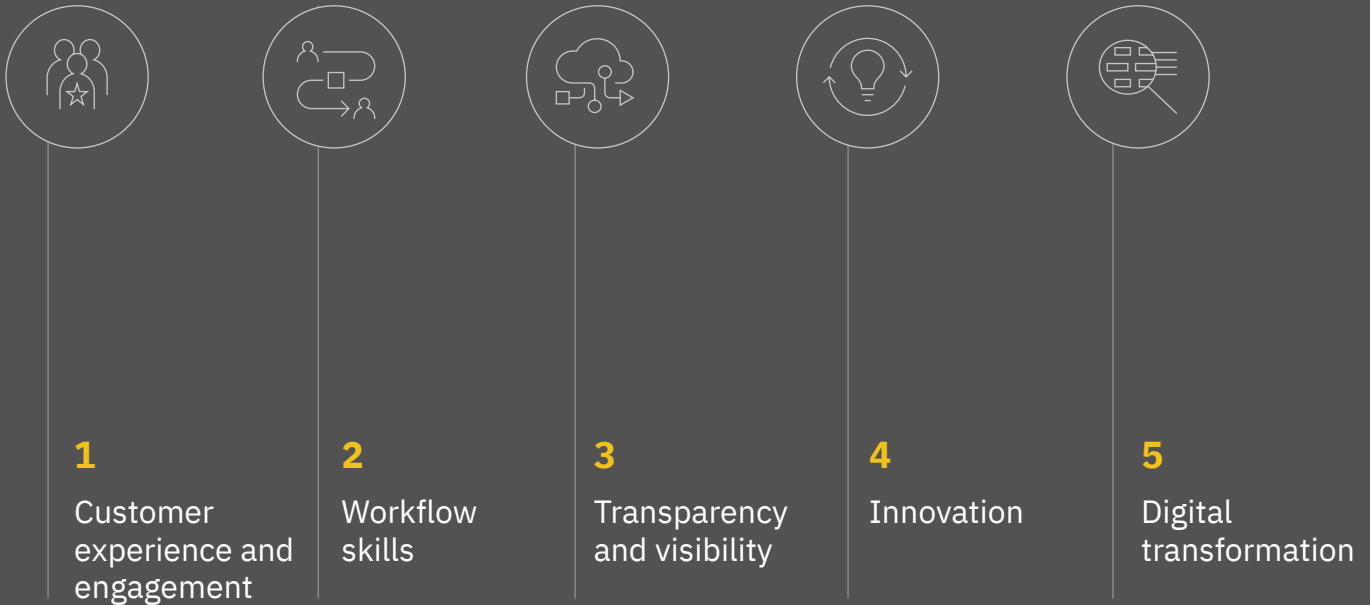 1
Customer
experience and
engagement
2
Workflow
skills
3
Transparency
and visibility
4
Innovation
5
Digital
transformation